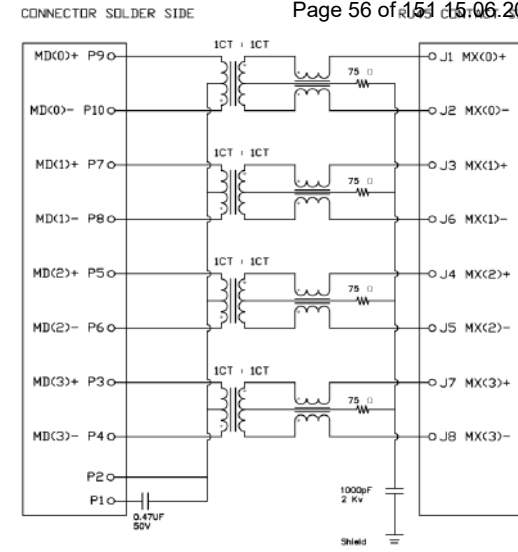 CONNECTOR SOLDER SIDE
Page 56 of 151 15.06.20
1CT : 1CT
MD(0)+ P9
75 Ω
J1 MX(0)+
MD(0)- P10
J2 MX(0)-
1CT : 1CT
MD(1)+ P7
75 Ω
J3 MX(1)+
MD(1)- P8
J6 MX(1)-
1CT : 1CT
MD(2)+ P5
75 Ω
J4 MX(2)+
MD(2)- P6
J5 MX(2)-
1CT : 1CT
MD(3)+ P3
75 Ω
J7 MX(3)+
MD(3)- P4
J8 MX(3)-
P2
P1
0.47UF
50V
1000pF
2 Kv
Shield